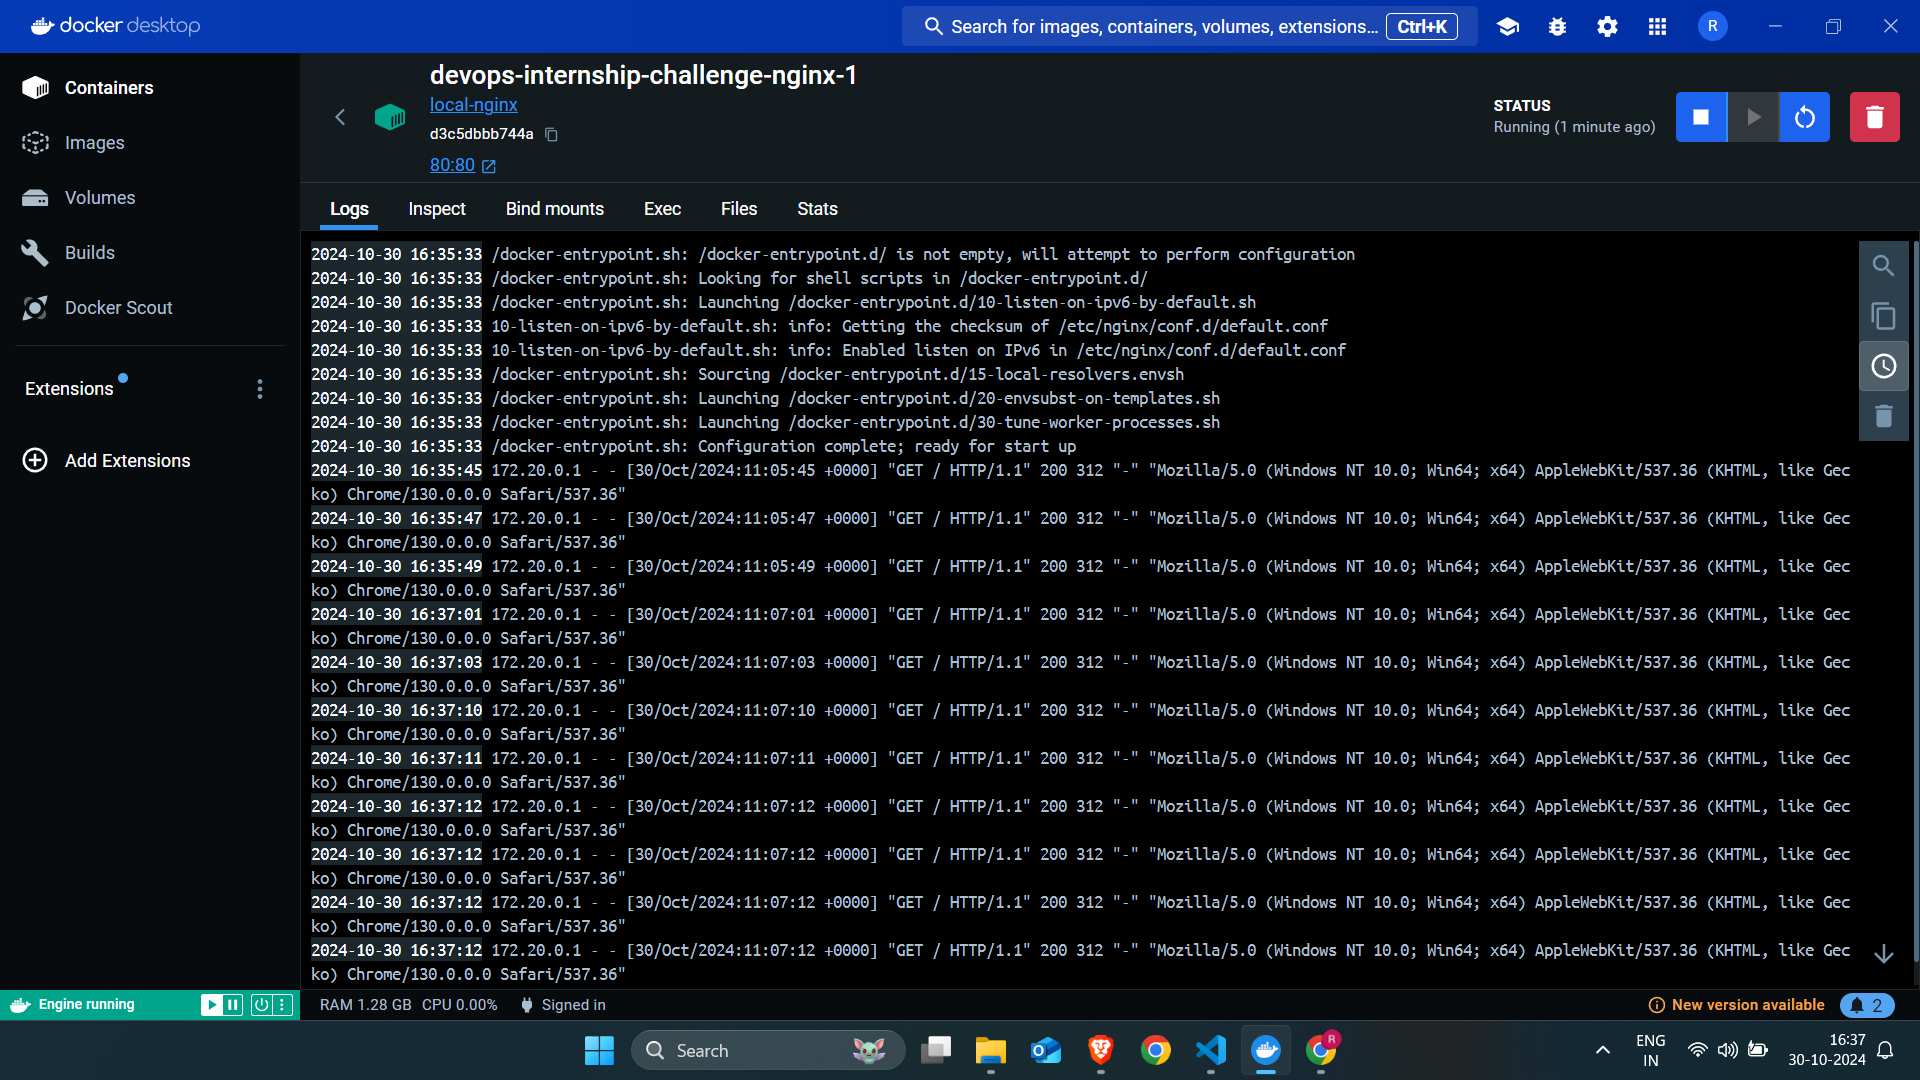 docker desktop
Search for images, containers, volumes, extensions... Ctrl+K
R
Containers
Images
Volumes
Builds
Docker Scout
Extensions
Add Extensions
devops-internship-challenge-nginx-1
local-nginx
d3c5dbbb744a
80:80
STATUS
Running (1 minute ago)
Logs Inspect Bind mounts Exec Files Stats
2024-10-30 16:35:33 /docker-entrypoint.sh: /docker-entrypoint.d/ is not empty, will attempt to perform configuration
2024-10-30 16:35:33 /docker-entrypoint.sh: Looking for shell scripts in /docker-entrypoint.d/
2024-10-30 16:35:33 /docker-entrypoint.sh: Launching /docker-entrypoint.d/10-listen-on-ipv6-by-default.sh
2024-10-30 16:35:33 10-listen-on-ipv6-by-default.sh: info: Getting the checksum of /etc/nginx/conf.d/default.conf
2024-10-30 16:35:33 10-listen-on-ipv6-by-default.sh: info: Enabled listen on IPv6 in /etc/nginx/conf.d/default.conf
2024-10-30 16:35:33 /docker-entrypoint.sh: Sourcing /docker-entrypoint.d/15-local-resolvers.envsh
2024-10-30 16:35:33 /docker-entrypoint.sh: Launching /docker-entrypoint.d/20-envsubst-on-templates.sh
2024-10-30 16:35:33 /docker-entrypoint.sh: Launching /docker-entrypoint.d/30-tune-worker-processes.sh
2024-10-30 16:35:33 /docker-entrypoint.sh: Configuration complete; ready for start up
2024-10-30 16:35:45 172.20.0.1 - - [30/Oct/2024:11:05:45 +0000] "GET / HTTP/1.1" 200 312 "-" "Mozilla/5.0 (Windows NT 10.0; Win64; x64) AppleWebKit/537.36 (KHTML, like Gec
ko) Chrome/130.0.0.0 Safari/537.36"
2024-10-30 16:35:47 172.20.0.1 - - [30/Oct/2024:11:05:47 +0000] "GET / HTTP/1.1" 200 312 "-" "Mozilla/5.0 (Windows NT 10.0; Win64; x64) AppleWebKit/537.36 (KHTML, like Gec
ko) Chrome/130.0.0.0 Safari/537.36"
2024-10-30 16:35:49 172.20.0.1 - - [30/Oct/2024:11:05:49 +0000] "GET / HTTP/1.1" 200 312 "-" "Mozilla/5.0 (Windows NT 10.0; Win64; x64) AppleWebKit/537.36 (KHTML, like Gec
ko) Chrome/130.0.0.0 Safari/537.36"
2024-10-30 16:37:01 172.20.0.1 - - [30/Oct/2024:11:07:01 +0000] "GET / HTTP/1.1" 200 312 "-" "Mozilla/5.0 (Windows NT 10.0; Win64; x64) AppleWebKit/537.36 (KHTML, like Gec
ko) Chrome/130.0.0.0 Safari/537.36"
2024-10-30 16:37:03 172.20.0.1 - - [30/Oct/2024:11:07:03 +0000] "GET / HTTP/1.1" 200 312 "-" "Mozilla/5.0 (Windows NT 10.0; Win64; x64) AppleWebKit/537.36 (KHTML, like Gec
ko) Chrome/130.0.0.0 Safari/537.36"
2024-10-30 16:37:10 172.20.0.1 - - [30/Oct/2024:11:07:10 +0000] "GET / HTTP/1.1" 200 312 "-" "Mozilla/5.0 (Windows NT 10.0; Win64; x64) AppleWebKit/537.36 (KHTML, like Gec
ko) Chrome/130.0.0.0 Safari/537.36"
2024-10-30 16:37:11 172.20.0.1 - - [30/Oct/2024:11:07:11 +0000] "GET / HTTP/1.1" 200 312 "-" "Mozilla/5.0 (Windows NT 10.0; Win64; x64) AppleWebKit/537.36 (KHTML, like Gec
ko) Chrome/130.0.0.0 Safari/537.36"
2024-10-30 16:37:12 172.20.0.1 - - [30/Oct/2024:11:07:12 +0000] "GET / HTTP/1.1" 200 312 "-" "Mozilla/5.0 (Windows NT 10.0; Win64; x64) AppleWebKit/537.36 (KHTML, like Gec
ko) Chrome/130.0.0.0 Safari/537.36"
2024-10-30 16:37:12 172.20.0.1 - - [30/Oct/2024:11:07:12 +0000] "GET / HTTP/1.1" 200 312 "-" "Mozilla/5.0 (Windows NT 10.0; Win64; x64) AppleWebKit/537.36 (KHTML, like Gec
ko) Chrome/130.0.0.0 Safari/537.36"
2024-10-30 16:37:12 172.20.0.1 - - [30/Oct/2024:11:07:12 +0000] "GET / HTTP/1.1" 200 312 "-" "Mozilla/5.0 (Windows NT 10.0; Win64; x64) AppleWebKit/537.36 (KHTML, like Gec
ko) Chrome/130.0.0.0 Safari/537.36"
2024-10-30 16:37:12 172.20.0.1 - - [30/Oct/2024:11:07:12 +0000] "GET / HTTP/1.1" 200 312 "-" "Mozilla/5.0 (Windows NT 10.0; Win64; x64) AppleWebKit/537.36 (KHTML, like Gec
ko) Chrome/130.0.0.0 Safari/537.36"
Engine running
RAM 1.28 GB CPU 0.00% Signed in
New version available 2
Search
R
ENG
IN
16:37
30-10-2024